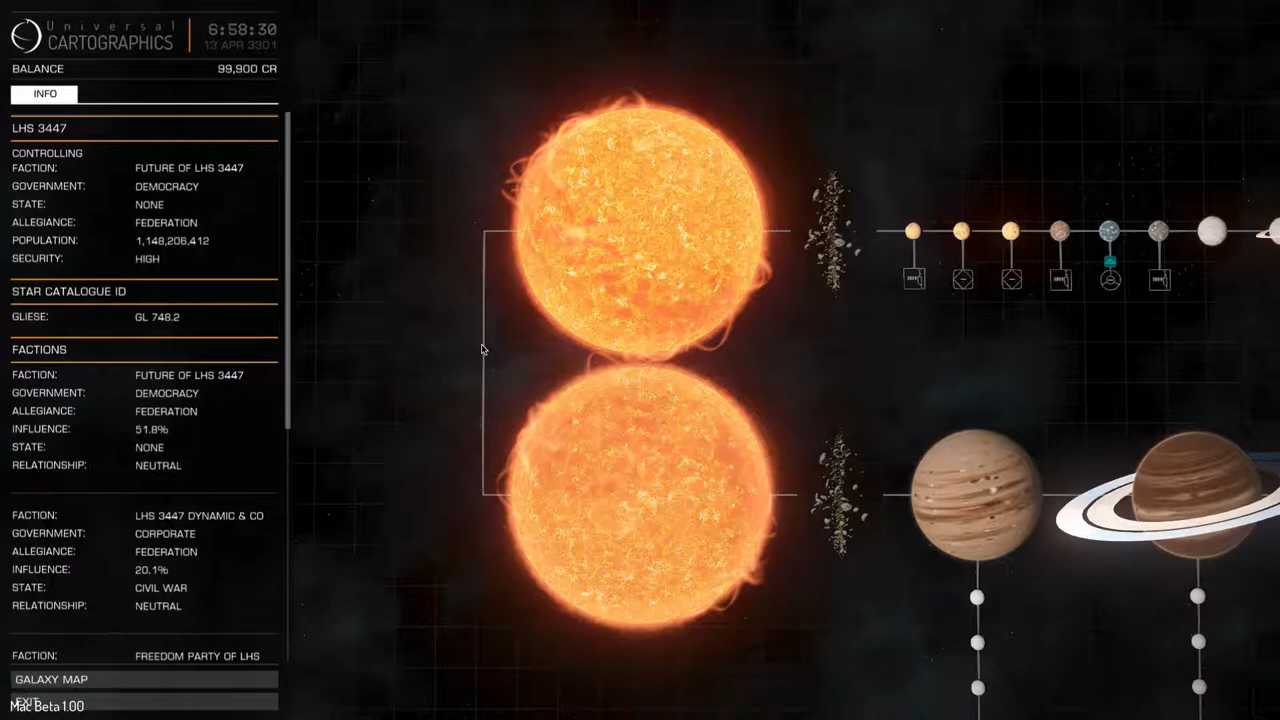 Universal
CARTOGRAPHICS
6:58:30
13 APR 3301
BALANCE 99,900 CR
INFO
LHS 3447
CONTROLLING
FACTION: FUTURE OF LHS 3447
GOVERNMENT: DEMOCRACY
STATE: NONE
ALLEGIANCE: FEDERATION
POPULATION: 1,148,206,412
SECURITY: HIGH
STAR CATALOGUE ID
GLIESE: GL 748.2
FACTIONS
FACTION: FUTURE OF LHS 3447
GOVERNMENT: DEMOCRACY
ALLEGIANCE: FEDERATION
INFLUENCE: 51.8%
STATE: NONE
RELATIONSHIP: NEUTRAL
FACTION: LHS 3447 DYNAMIC & CO
GOVERNMENT: CORPORATE
ALLEGIANCE: FEDERATION
INFLUENCE: 20.1%
STATE: CIVIL WAR
RELATIONSHIP: NEUTRAL
FACTION: FREEDOM PARTY OF LHS
GALAXY MAP
EXIT
Mac Beta 1.00